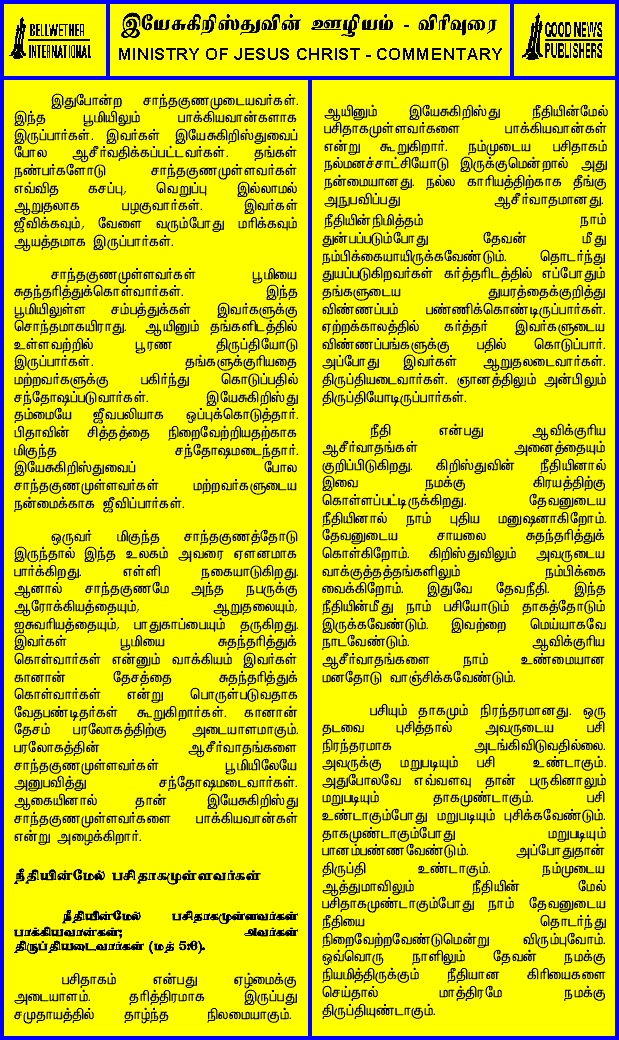 BELLWETHER
INTERNATIONAL
இயேசுகிறிஸ்துவின் ஊழியம் - விரிவுரை
MINISTRY OF JESUS CHRIST - COMMENTARY
GOOD NEWS
PUBLISHERS
இதுபோன்ற சாந்தகுணமுடையவர்கள்.
இந்த பூமியிலும் பாக்கியவான்களாக
இருப்பார்கள். இவர்கள் இயேசுகிறிஸ்துவைப்
போல ஆசீர்வதிக்கப்பட்டவர்கள். தங்கள்
நண்பர்களோடு சாந்தகுணமுள்ளவர்கள்
எவ்வித கசப்பு, வெறுப்பு இல்லாமல்
ஆறுதலாக பழகுவார்கள். இவர்கள்
ஜீவிக்கவும், வேளை வரும்போது மரிக்கவும்
ஆயத்தமாக இருப்பார்கள்.
சாந்தகுணமுள்ளவர்கள் பூமியை
சுதந்தரித்துக்கொள்வார்கள். இந்த
பூமியிலுள்ள சம்பத்துக்கள் இவர்களுக்கு
சொந்தமாகயிராது. ஆயினும் தங்களிடத்தில்
உள்ளவற்றில் பூரண திருப்தியோடு
இருப்பார்கள். தங்களுக்குரியதை
மற்றவர்களுக்கு பகிர்ந்து கொடுப்பதில்
சந்தோஷப்படுவார்கள். இயேசுகிறிஸ்து
தம்மையே ஜீவபலியாக ஒப்புக்கொடுத்தார்.
பிதாவின் சித்தத்தை நிறைவேற்றியதற்காக
மிகுந்த சந்தோஷமடைந்தார்.
இயேசுகிறிஸ்துவைப் போல
சாந்தகுணமுள்ளவர்கள் மற்றவர்களுடைய
நன்மைக்காக ஜீவிப்பார்கள்.
ஒருவர் மிகுந்த சாந்தகுணத்தோடு
இருந்தால் இந்த உலகம் அவரை ஏளனமாக
பார்க்கிறது. எள்ளி நகையாடுகிறது.
ஆனால் சாந்தகுணமே அந்த நபருக்கு
ஆரோக்கியத்தையும், ஆறுதலையும்,
ஐசுவரியத்தையும், பாதுகாப்பையும் தருகிறது.
இவர்கள் பூமியை சுதந்தரித்துக்
கொள்வார்கள் என்னும் வாக்கியம் இவர்கள்
கானான் தேசத்தை சுதந்தரித்துக்
கொள்வார்கள் என்று பொருள்படுவதாக
வேதபண்டிதர்கள் கூறுகிறார்கள். கானான்
தேசம் பரலோகத்திற்கு அடையாளமாகும்.
பரலோகத்தின் ஆசீர்வாதங்களை
சாந்தகுணமுள்ளவர்கள் பூமியிலேயே
அனுபவித்து சந்தோஷமடைவார்கள்.
ஆகையினால் தான் இயேசுகிறிஸ்து
சாந்தகுணமுள்ளவர்களை பாக்கியவான்கள்
என்று அழைக்கிறார்.
நீதியின்மேல் பசிதாகமுள்ளவர்கள்
நீதியின்மேல் பசிதாகமுள்ளவர்கள்
பாக்கியவான்கள்; அவர்கள்
திருப்தியடைவார்கள் (மத் 5:6).
பசிதாகம் என்பது ஏழ்மைக்கு
அடையாளம். தரித்திரமாக இருப்பது
சமுதாயத்தில் தாழ்ந்த நிலமையாகும்.
ஆயினும் இயேசுகிறிஸ்து நீதியின்மேல்
பசிதாகமுள்ளவர்களை பாக்கியவான்கள்
என்று கூறுகிறார். நம்முடைய பசிதாகம்
நல்மனச்சாட்சியோடு இருக்குமென்றால் அது
நன்மையானது. நல்ல காரியத்திற்காக தீங்கு
அநுபவிப்பது ஆசீர்வாதமானது.
நீதியினிமித்தம் நாம்
துன்பப்படும்போது தேவன் மீது
நம்பிக்கையாயிருக்கவேண்டும். தொடர்ந்து
துயப்படுகிறவர்கள் கர்த்தரிடத்தில் எப்போதும்
தங்களுடைய துயரத்தைக்குறித்து
விண்ணப்பம் பண்ணிக்கொண்டிருப்பார்கள்.
ஏற்றக்காலத்தில் கர்த்தர் இவர்களுடைய
விண்ணப்பங்களுக்கு பதில் கொடுப்பார்.
அப்போது இவர்கள் ஆறுதலடைவார்கள்.
திருப்தியடைவார்கள். ஞானத்திலும் அன்பிலும்
திருப்தியோடிருப்பார்கள்.
நீதி என்பது ஆவிக்குரிய
ஆசீர்வாதங்கள் அனைத்தையும்
குறிப்பிடுகிறது. கிறிஸ்துவின் நீதியினால்
இவை நமக்கு கிரயத்திற்கு
கொள்ளப்பட்டிருக்கிறது. தேவனுடைய
நீதியினால் நாம் புதிய மனுஷனாகிறோம்.
தேவனுடைய சாயலை சுதந்தரித்துக்
கொள்கிறோம். கிறிஸ்துவிலும் அவருடைய
வாக்குத்தத்தங்களிலும் நம்பிக்கை
வைக்கிறோம். இதுவே தேவநீதி. இந்த
நீதியின்மீது நாம் பசியோடும் தாகத்தோடும்
இருக்கவேண்டும். இவற்றை மெய்யாகவே
நாடவேண்டும். ஆவிக்குரிய
ஆசீர்வாதங்களை நாம் உண்மையான
மனதோடு வாஞ்சிக்கவேண்டும்.
பசியும் தாகமும் நிரந்தரமானது. ஒரு
தடவை புசித்தால் அவருடைய பசி
நிரந்தரமாக அடங்கிவிடுவதில்லை.
அவருக்கு மறுபடியும் பசி உண்டாகும்.
அதுபோலவே எவ்வளவு தான் பருகினாலும்
மறுபடியும் தாகமுண்டாகும். பசி
உண்டாகும்போது மறுபடியும் புசிக்கவேண்டும்.
தாகமுண்டாகும்போது மறுபடியும்
பானம்பண்ணவேண்டும். அப்போதுதான்
திருப்தி உண்டாகும். நம்முடைய
ஆத்துமாவிலும் நீதியின் மேல்
பசிதாகமுண்டாகும்போது நாம் தேவனுடைய
நீதியை தொடர்ந்து
நிறைவேற்றவேண்டுமென்று விரும்புவோம்.
ஒவ்வொரு நாளிலும் தேவன் நமக்கு
நியமித்திருக்கும் நீதியான கிரியைகளை
செய்தால் மாத்திரமே நமக்கு
திருப்தியுண்டாகும்.